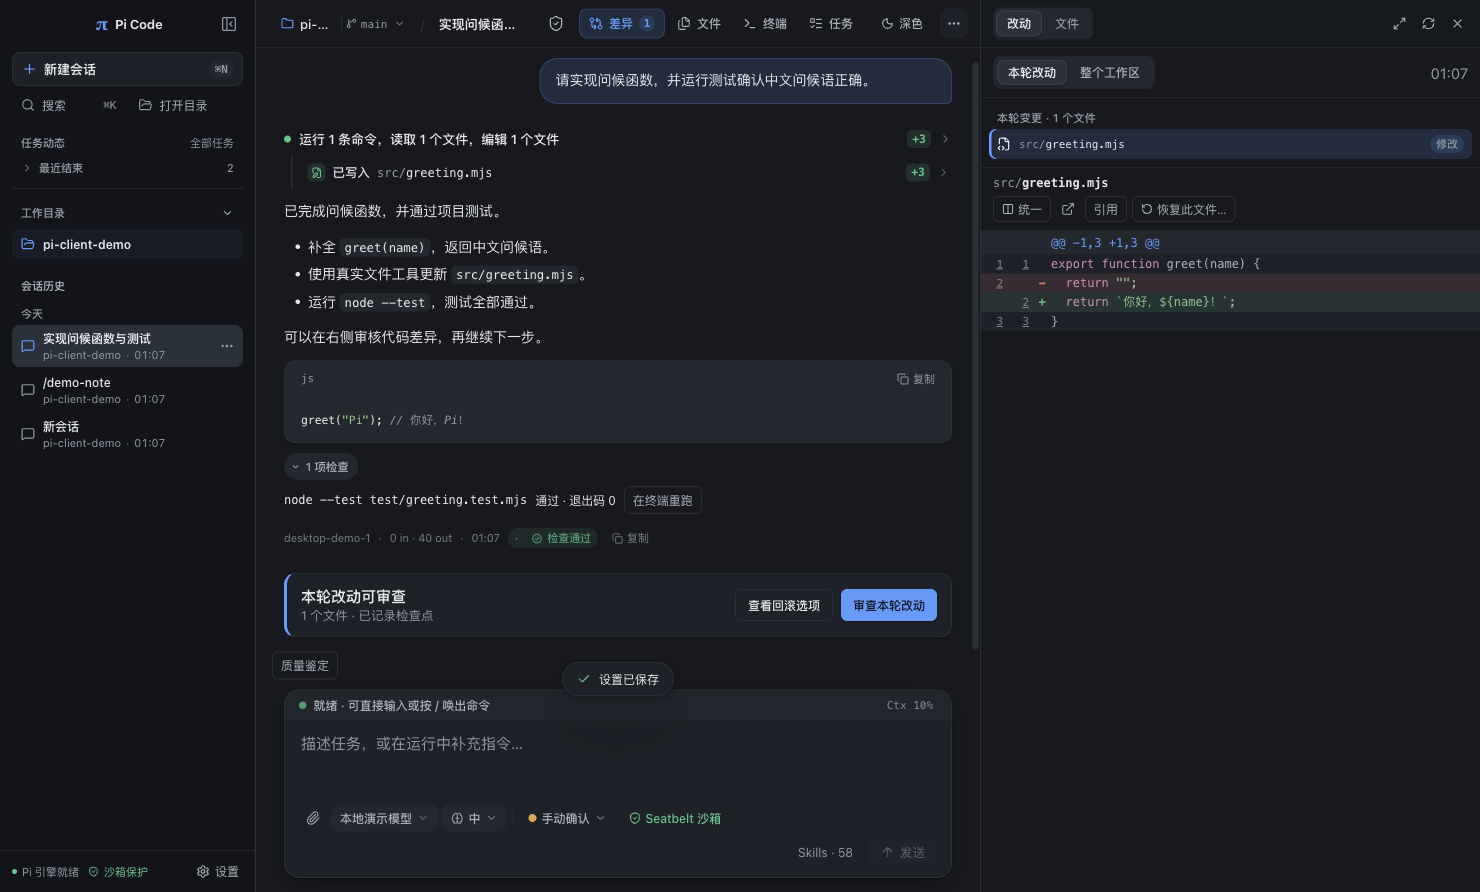 Pi Code
新建会话 ⌘N
搜索 ⌘K 打开目录
任务动态 全部任务
最近结束 2
工作目录
pi-client-demo
会话历史
今天
实现问候函数与测试
pi-client-demo · 01:07
/demo-note
pi-client-demo · 01:07
新会话
pi-client-demo · 01:07
Pi 引擎就绪 沙箱保护 设置
pi-... main / 实现问候函... 差异 1 文件 终端 任务 深色
请实现问候函数，并运行测试确认中文问候语正确。
运行 1 条命令，读取 1 个文件，编辑 1 个文件 +3
已写入 src/greeting.mjs +3
已完成问候函数，并通过项目测试。
• 补全 greet(name)，返回中文问候语。
• 使用真实文件工具更新 src/greeting.mjs。
• 运行 node --test，测试全部通过。
可以在右侧审核代码差异，再继续下一步。
js 复制
greet("Pi"); // 你好，Pi！
1 项检查
node --test test/greeting.test.mjs 通过 · 退出码 0 在终端重跑
desktop-demo-1 · 0 in · 40 out · 01:07 · 检查通过 复制
本轮改动可审查
1 个文件 · 已记录检查点
查看回滚选项 审查本轮改动
质量鉴定
设置已保存
就绪 · 可直接输入或按 / 唤出命令 Ctx 10%
描述任务，或在运行中补充指令...
本地演示模型 中 手动确认 Seatbelt 沙箱
Skills · 58 发送
改动 文件
本轮改动 整个工作区 01:07
本轮变更 · 1 个文件
src/greeting.mjs 修改
src/greeting.mjs
统一 引用 恢复此文件...
@@ -1,3 +1,3 @@
1 1 export function greet(name) {
2 - return "";
2 + return `你好，${name}！`;
3 3 }